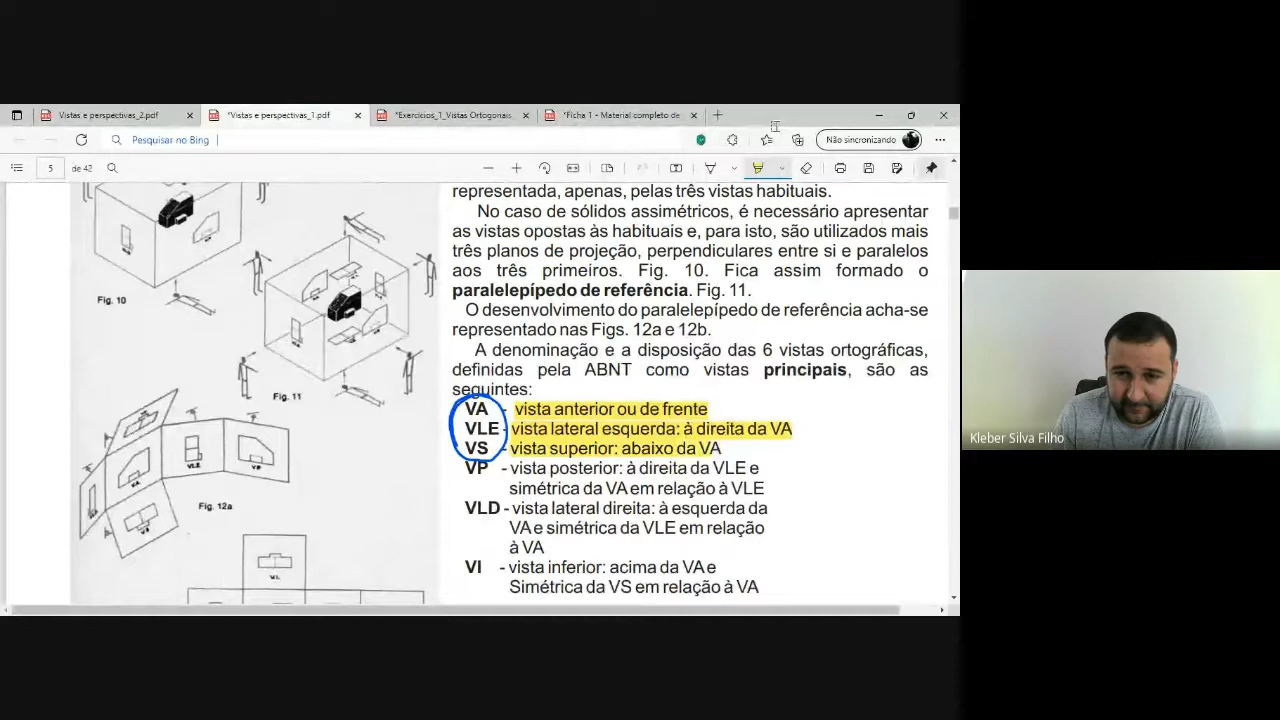 Vistas e perspectivas_2.pdf
*Vistas e perspectivas_1.pdf
*Exercícios_1_Vistas Ortogonais.
*Ficha 1 - Material completo de
Pesquisar no Bing
Não sincronizando
5 de 42
representada, apenas, pelas três vistas habituais.
No caso de sólidos assimétricos, é necessário apresentar
as vistas opostas às habituais e, para isto, são utilizados mais
três planos de projeção, perpendiculares entre si e paralelos
aos três primeiros. Fig. 10. Fica assim formado o
paralelepípedo de referência. Fig. 11.
O desenvolvimento do paralelepípedo de referência acha-se
representado nas Figs. 12a e 12b.
A denominação e a disposição das 6 vistas ortográficas,
definidas pela ABNT como vistas principais, são as
seguintes:
VA - vista anterior ou de frente
VLE - vista lateral esquerda: à direita da VA
VS - vista superior: abaixo da VA
VP - vista posterior: à direita da VLE e
simétrica da VA em relação à VLE
VLD - vista lateral direita: à esquerda da
VA e simétrica da VLE em relação
à VA
VI - vista inferior: acima da VA e
Simétrica da VS em relação à VA
Fig. 10
Fig. 11
VA
VLE
VP
Fig. 12a
Kleber Silva Filho